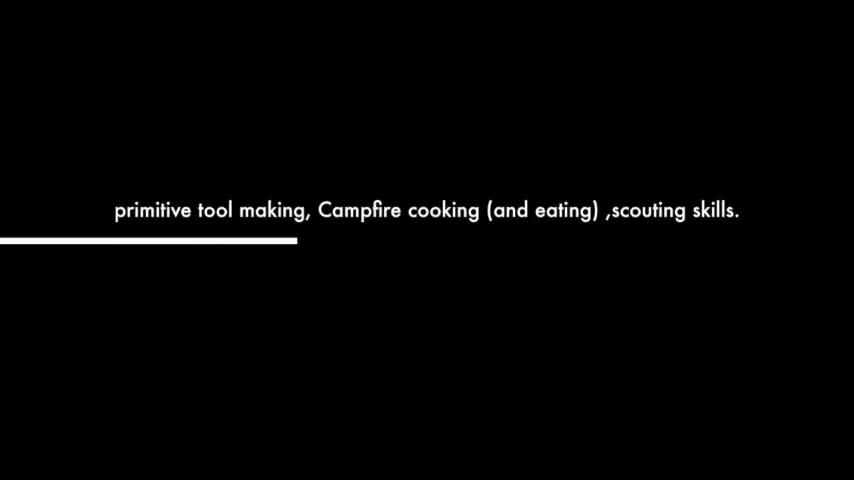 primitive tool making, Campfire cooking (and eating) ,scouting skills.